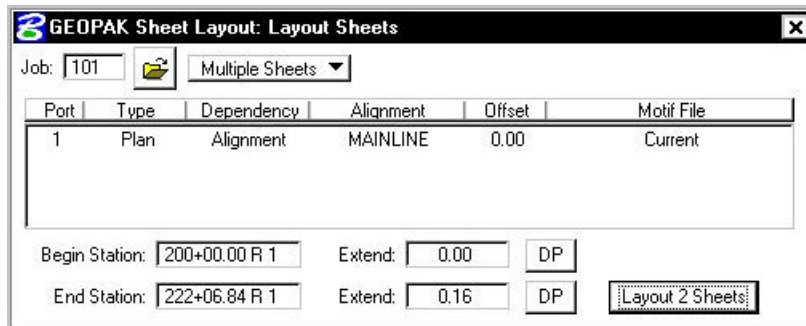 GEOPAK Sheet Layout: Layout Sheets
Job: 101 Multiple Sheets
Port Type Dependency Alignment Offset Motif File
1 Plan Alignment MAINLINE 0.00 Current
Begin Station: 200+00.00 R 1 Extend: 0.00 DP
End Station: 222+06.84 R 1 Extend: 0.16 DP Layout 2 Sheets